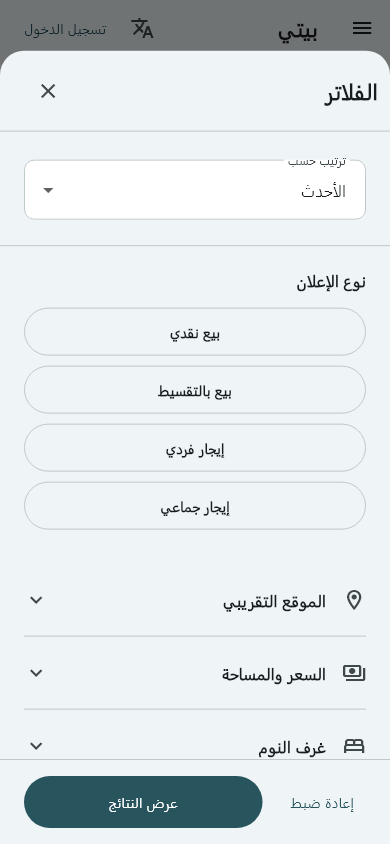 بيتي
تسجيل الدخول
الفلاتر
ترتيب حسب
الأحدث
نوع الإعلان
بيع نقدي
بيع بالتقسيط
إيجار فردي
إيجار جماعي
الموقع التقريبي
السعر والمساحة
غرف النوم
إعادة ضبط
عرض النتائج